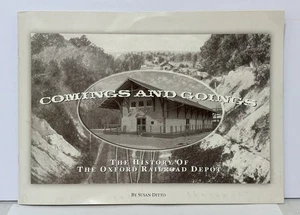 COMINGS AND GOINGS
THE HISTORY OF
THE OXFORD RAILROAD DEPOT
BY SUSAN DITTO